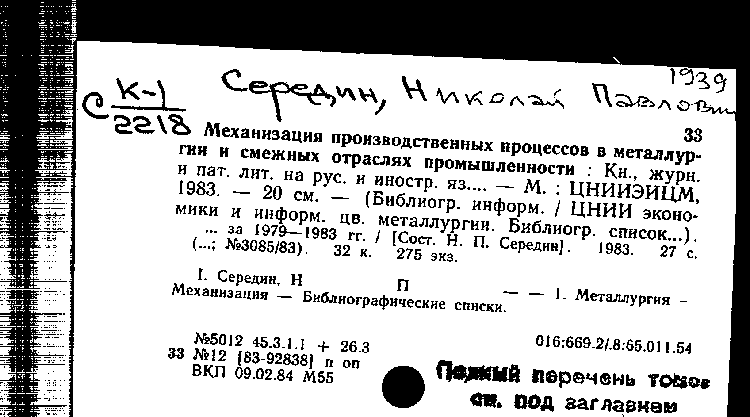 1939
К-1 Середин, Николай Павлович
С 2218
33
Механизация производственных процессов в металлур-
гии и смежных отраслях промышленности : Кн., журн.
и пат. лит. на рус. и иностр. яз.... — М. : ЦНИИЭИЦМ,
1983. — 20 см. — (Библиогр. информ. / ЦНИИ эконо-
мики и информ. цв. металлургии. Библиогр. список...).
... за 1979—1983 гг. / [Сост. Н. П. Середин]. 1983. 27 с.
(...; №3085/83). 32 к. 275 экз.
I. Середин, Н П — — 1. Металлургия –
Механизация — Библиографические списки.
№5012 45.3.1.1 + 26.3 016:669.2/.8:65.011.54
33 №12 [83-92838] п оп
ВКП 09.02.84 М55
Полный перечень томов
см. под заглавием